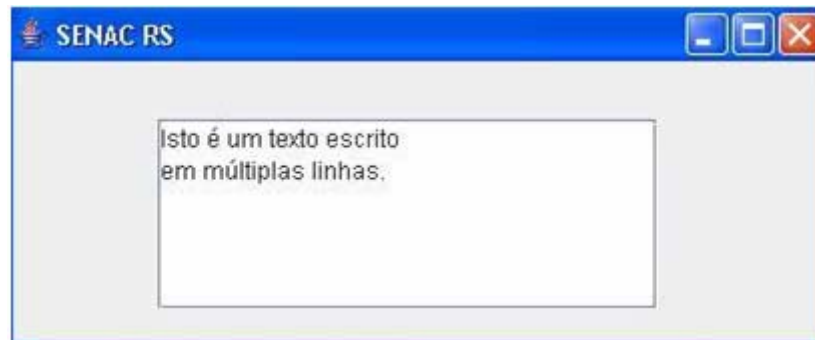 SENAC RS
Isto é um texto escrito
em múltiplas linhas.